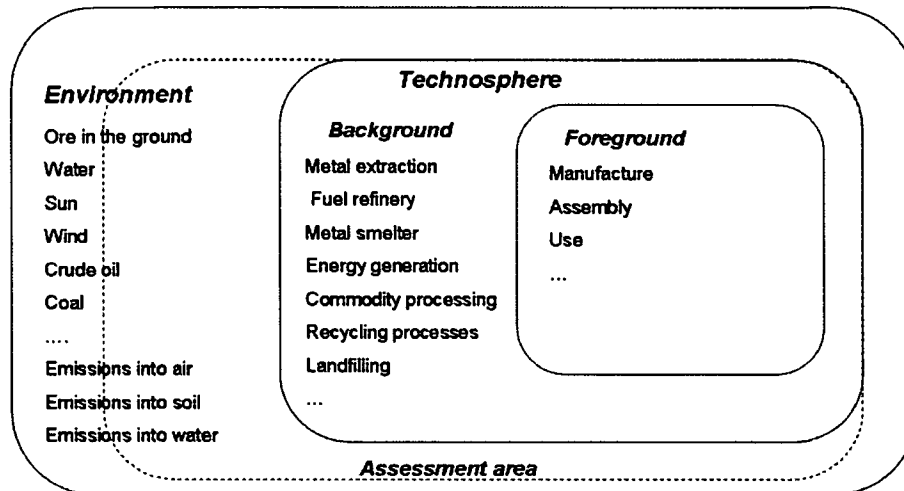 Technosphere
Environment
Ore in the ground
Water
Sun
Wind
Crude oil
Coal
....
Emissions into air
Emissions into soil
Emissions into water
Background
Metal extraction
Fuel refinery
Metal smelter
Energy generation
Commodity processing
Recycling processes
Landfilling
...
Foreground
Manufacture
Assembly
Use
...
Assessment area